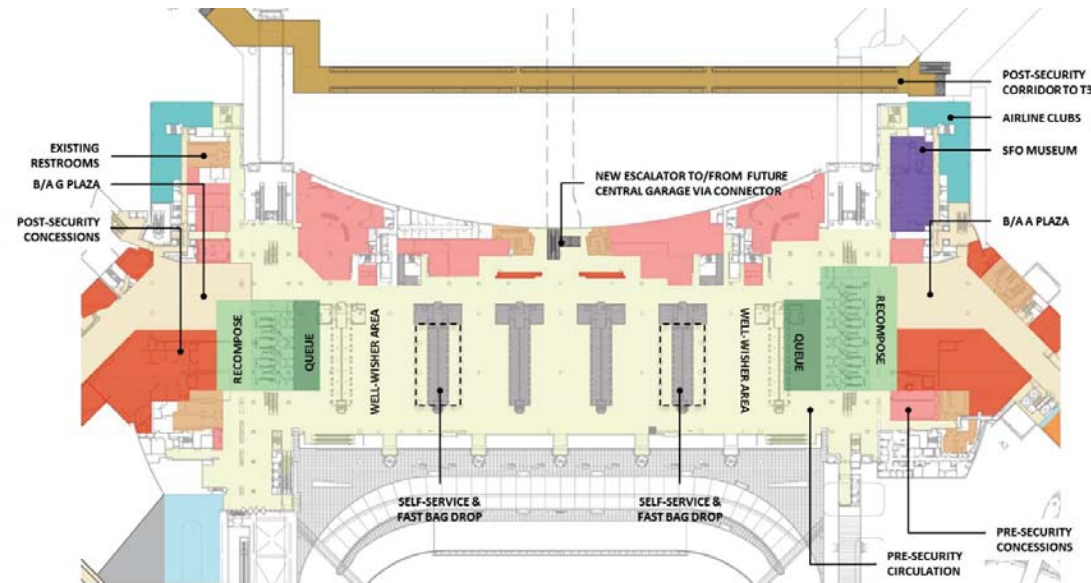 POST-SECURITY
CORRIDOR TO T3
AIRLINE CLUBS
SFO MUSEUM
B/A A PLAZA
EXISTING
RESTROOMS
B/A G PLAZA
POST-SECURITY
CONCESSIONS
NEW ESCALATOR TO/FROM FUTURE
CENTRAL GARAGE VIA CONNECTOR
RECOMPOSE
QUEUE
WELL-WISHER AREA
WELL-WISHER AREA
QUEUE
RECOMPOSE
SELF-SERVICE &
FAST BAG DROP
SELF-SERVICE &
FAST BAG DROP
PRE-SECURITY
CONCESSIONS
PRE-SECURITY
CIRCULATION